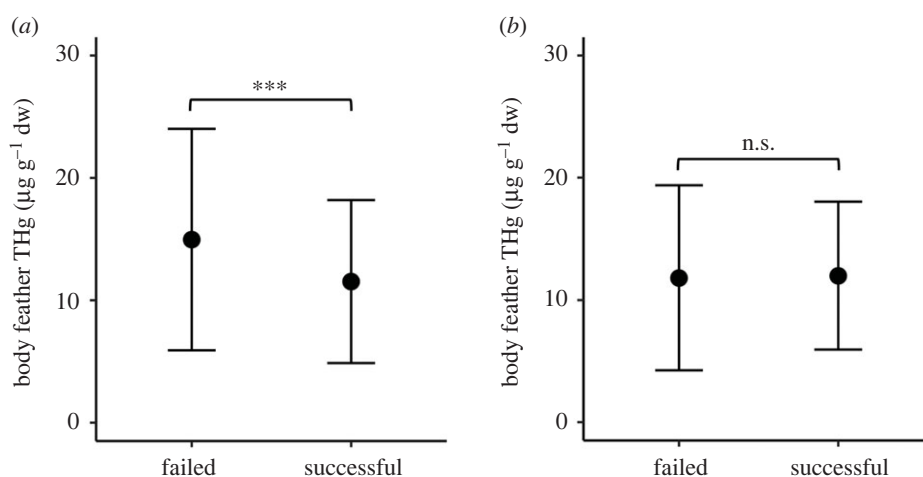 (a)
body feather THg (µg g⁻¹ dw)
30
20
10
0
***
failed
successful
(b)
body feather THg (µg g⁻¹ dw)
30
20
10
0
n.s.
failed
successful